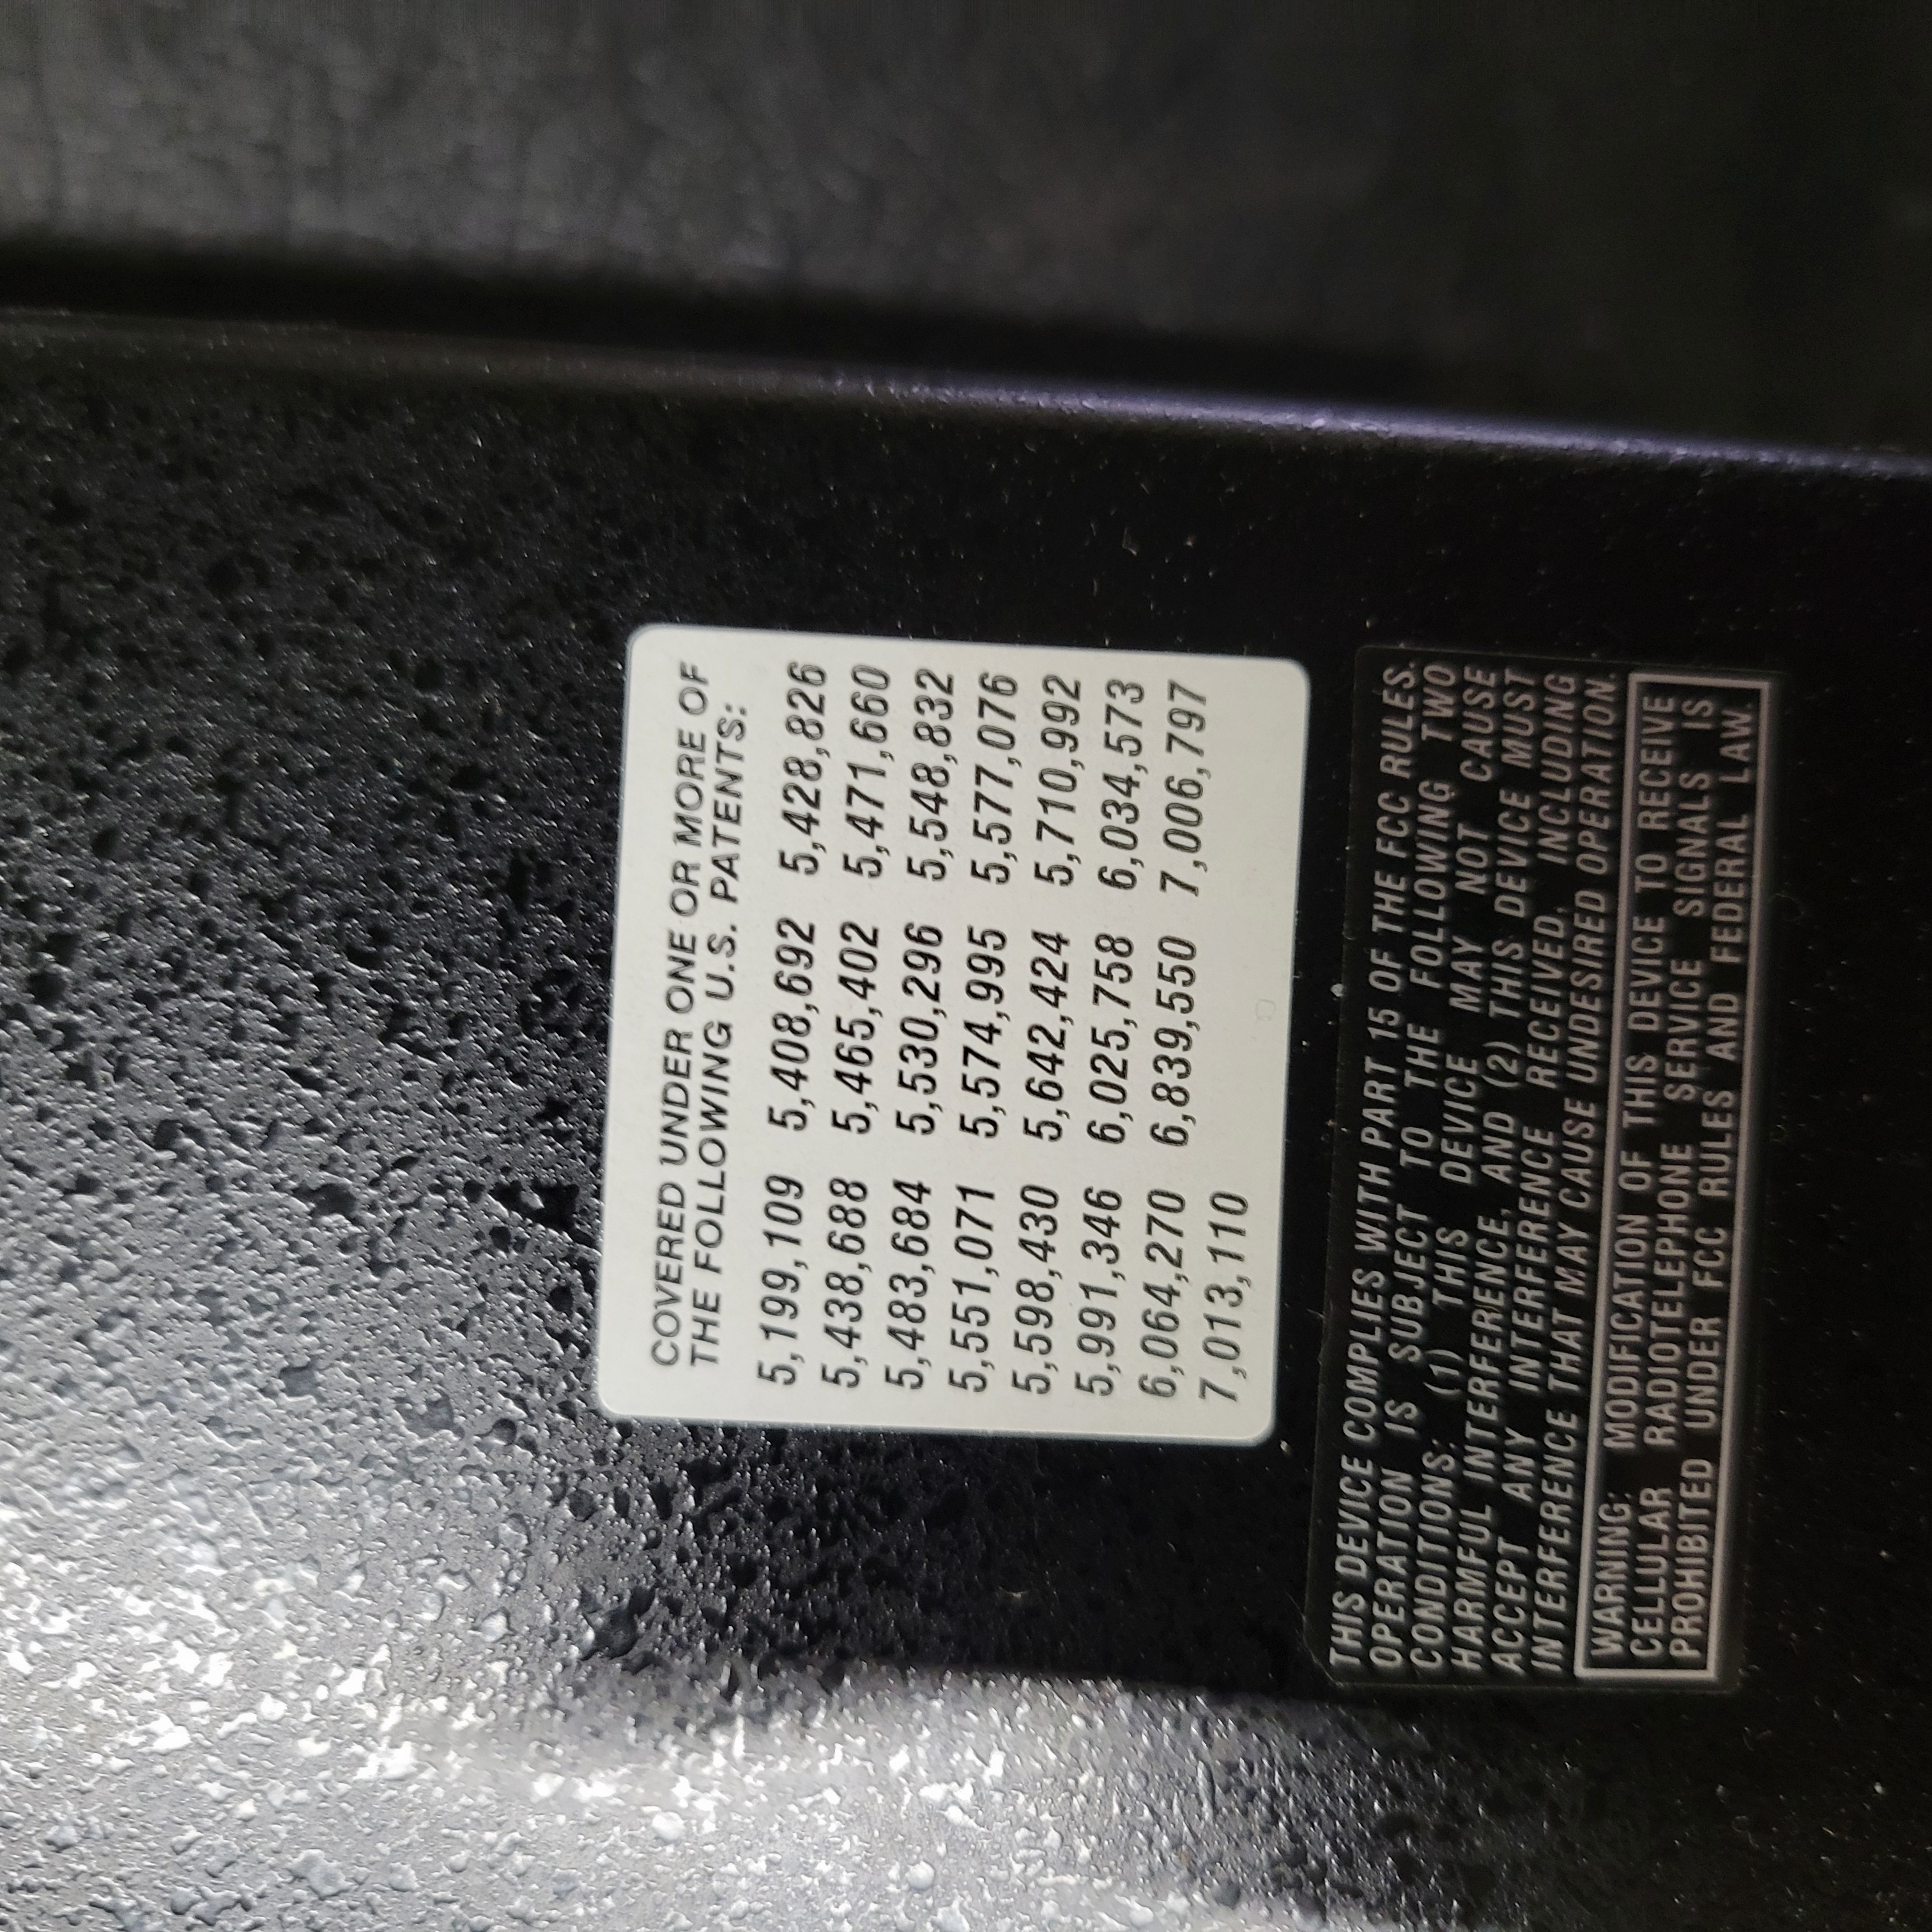 COVERED UNDER ONE OR MORE OF
THE FOLLOWING U.S. PATENTS:
5,199,109 5,408,692 5,428,826
5,438,688 5,465,402 5,471,660
5,483,684 5,530,296 5,548,832
5,551,071 5,574,995 5,577,076
5,598,430 5,642,424 5,710,992
5,991,346 6,025,758 6,034,573
6,064,270 6,839,550 7,006,797
7,013,110
THIS DEVICE COMPLIES WITH PART 15 OF THE FCC RULES.
OPERATION IS SUBJECT TO THE FOLLOWING TWO
CONDITIONS: (1) THIS DEVICE MAY NOT CAUSE
HARMFUL INTERFERENCE, AND (2) THIS DEVICE MUST
ACCEPT ANY INTERFERENCE RECEIVED, INCLUDING
INTERFERENCE THAT MAY CAUSE UNDESIRED OPERATION.
WARNING: MODIFICATION OF THIS DEVICE TO RECEIVE
CELLULAR RADIOTELEPHONE SERVICE SIGNALS IS
PROHIBITED UNDER FCC RULES AND FEDERAL LAW.